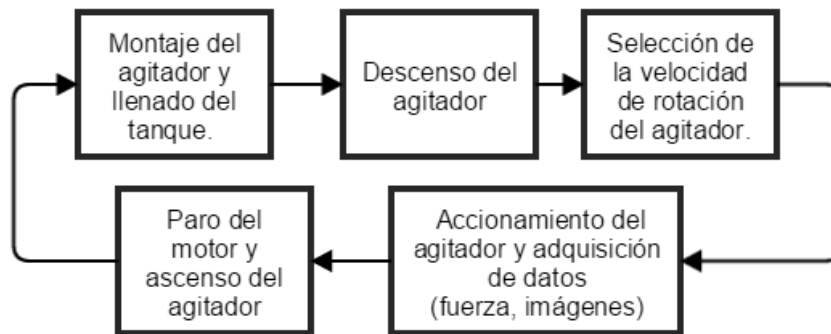 Montaje del
agitador y
llenado del
tanque.
Descenso del
agitador
Selección de
la velocidad
de rotación
del agitador.
Accionamiento del
agitador y adquisición
de datos
(fuerza, imágenes)
Paro del
motor y
ascenso del
agitador